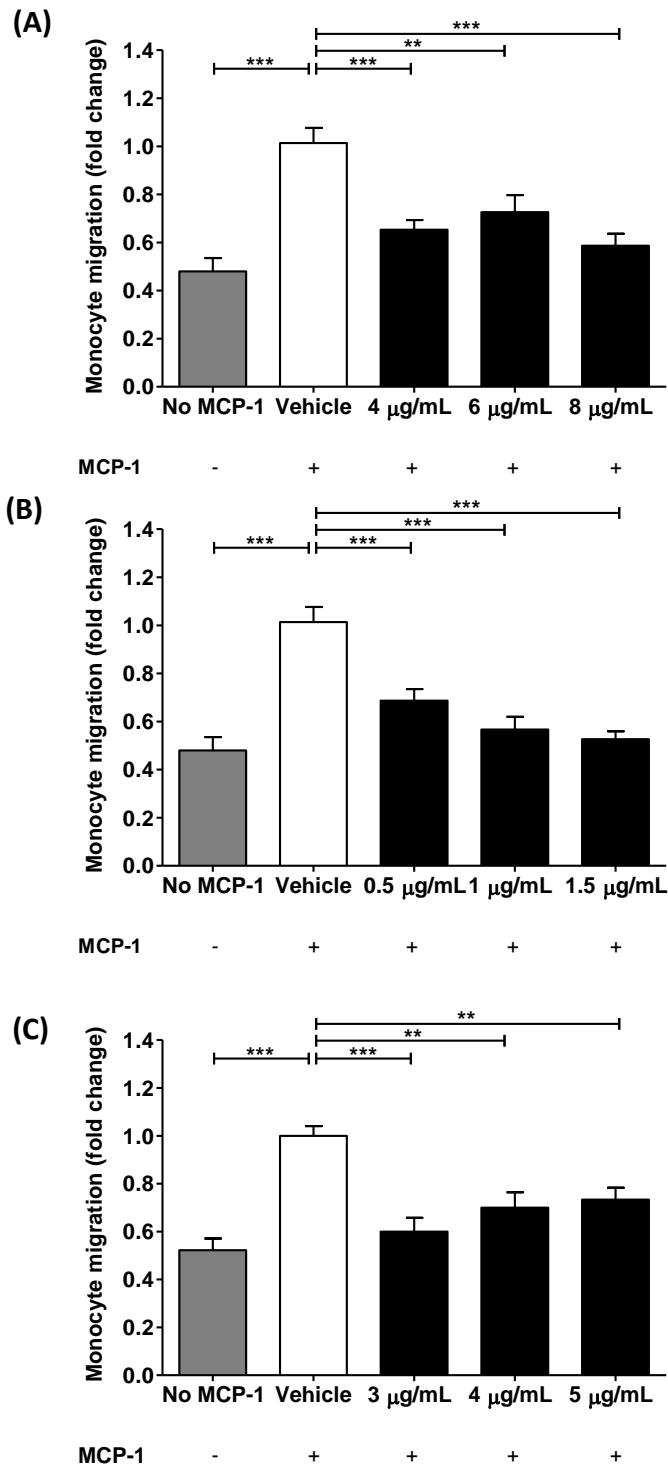 (A)
Monocyte migration (fold change)
*** 
** 
*** ***
1.4
1.2
1.0
0.8
0.6
0.4
0.2
0.0
No MCP-1 Vehicle 4 μg/mL 6 μg/mL 8 μg/mL
MCP-1 - + + + +
(B)
Monocyte migration (fold change)
***
***
*** ***
1.4
1.2
1.0
0.8
0.6
0.4
0.2
0.0
No MCP-1 Vehicle 0.5 μg/mL 1 μg/mL 1.5 μg/mL
MCP-1 - + + + +
(C)
Monocyte migration (fold change)
**
**
*** ***
1.4
1.2
1.0
0.8
0.6
0.4
0.2
0.0
No MCP-1 Vehicle 3 μg/mL 4 μg/mL 5 μg/mL
MCP-1 - + + + +